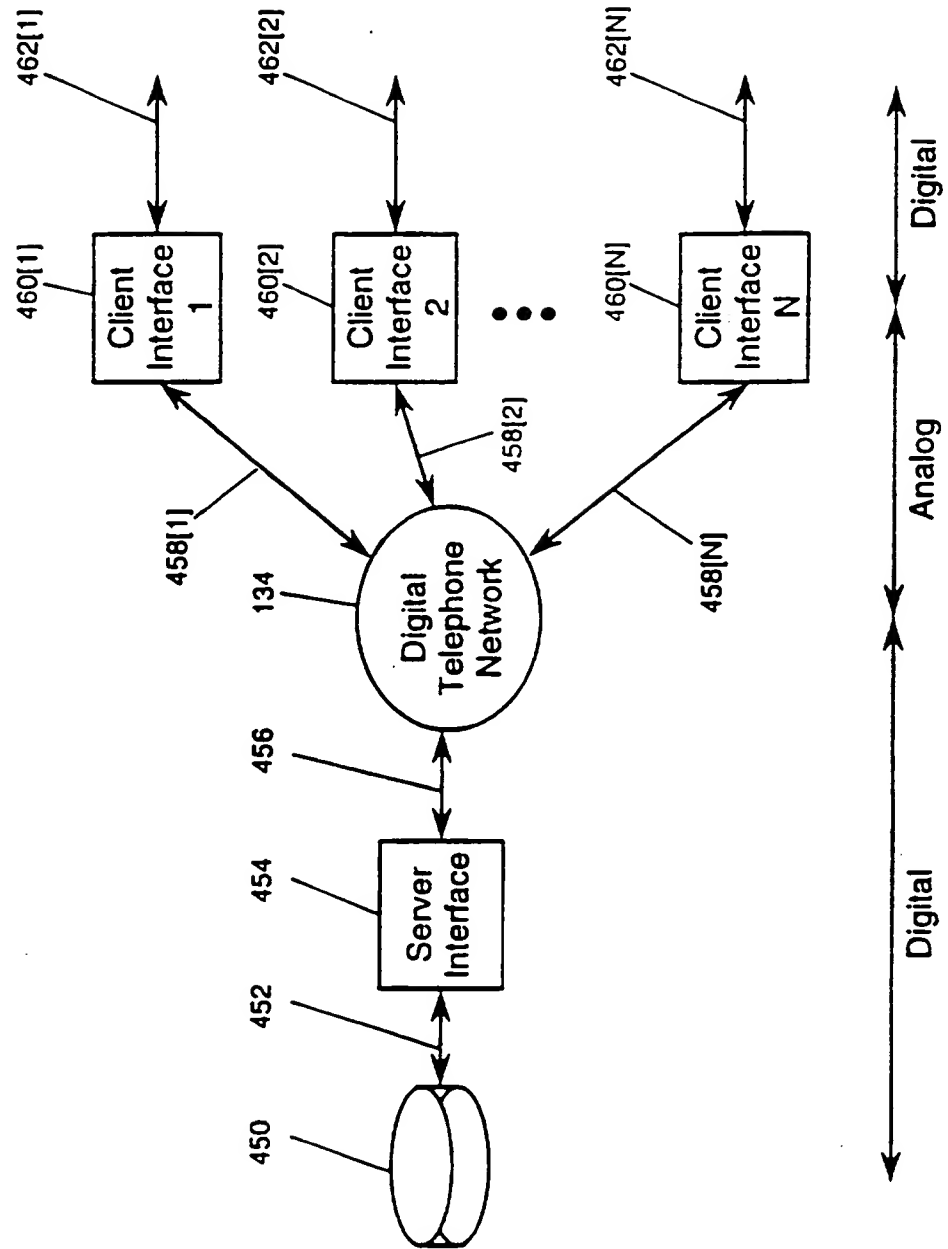 450
452
454
456
134
458[1]
460[1]
462[1]
Server
Interface
Digital
Telephone
Network
Client
Interface
1
458[2]
460[2]
462[2]
Client
Interface
2
458[N]
460[N]
462[N]
Client
Interface
N
Digital
Analog
Digital